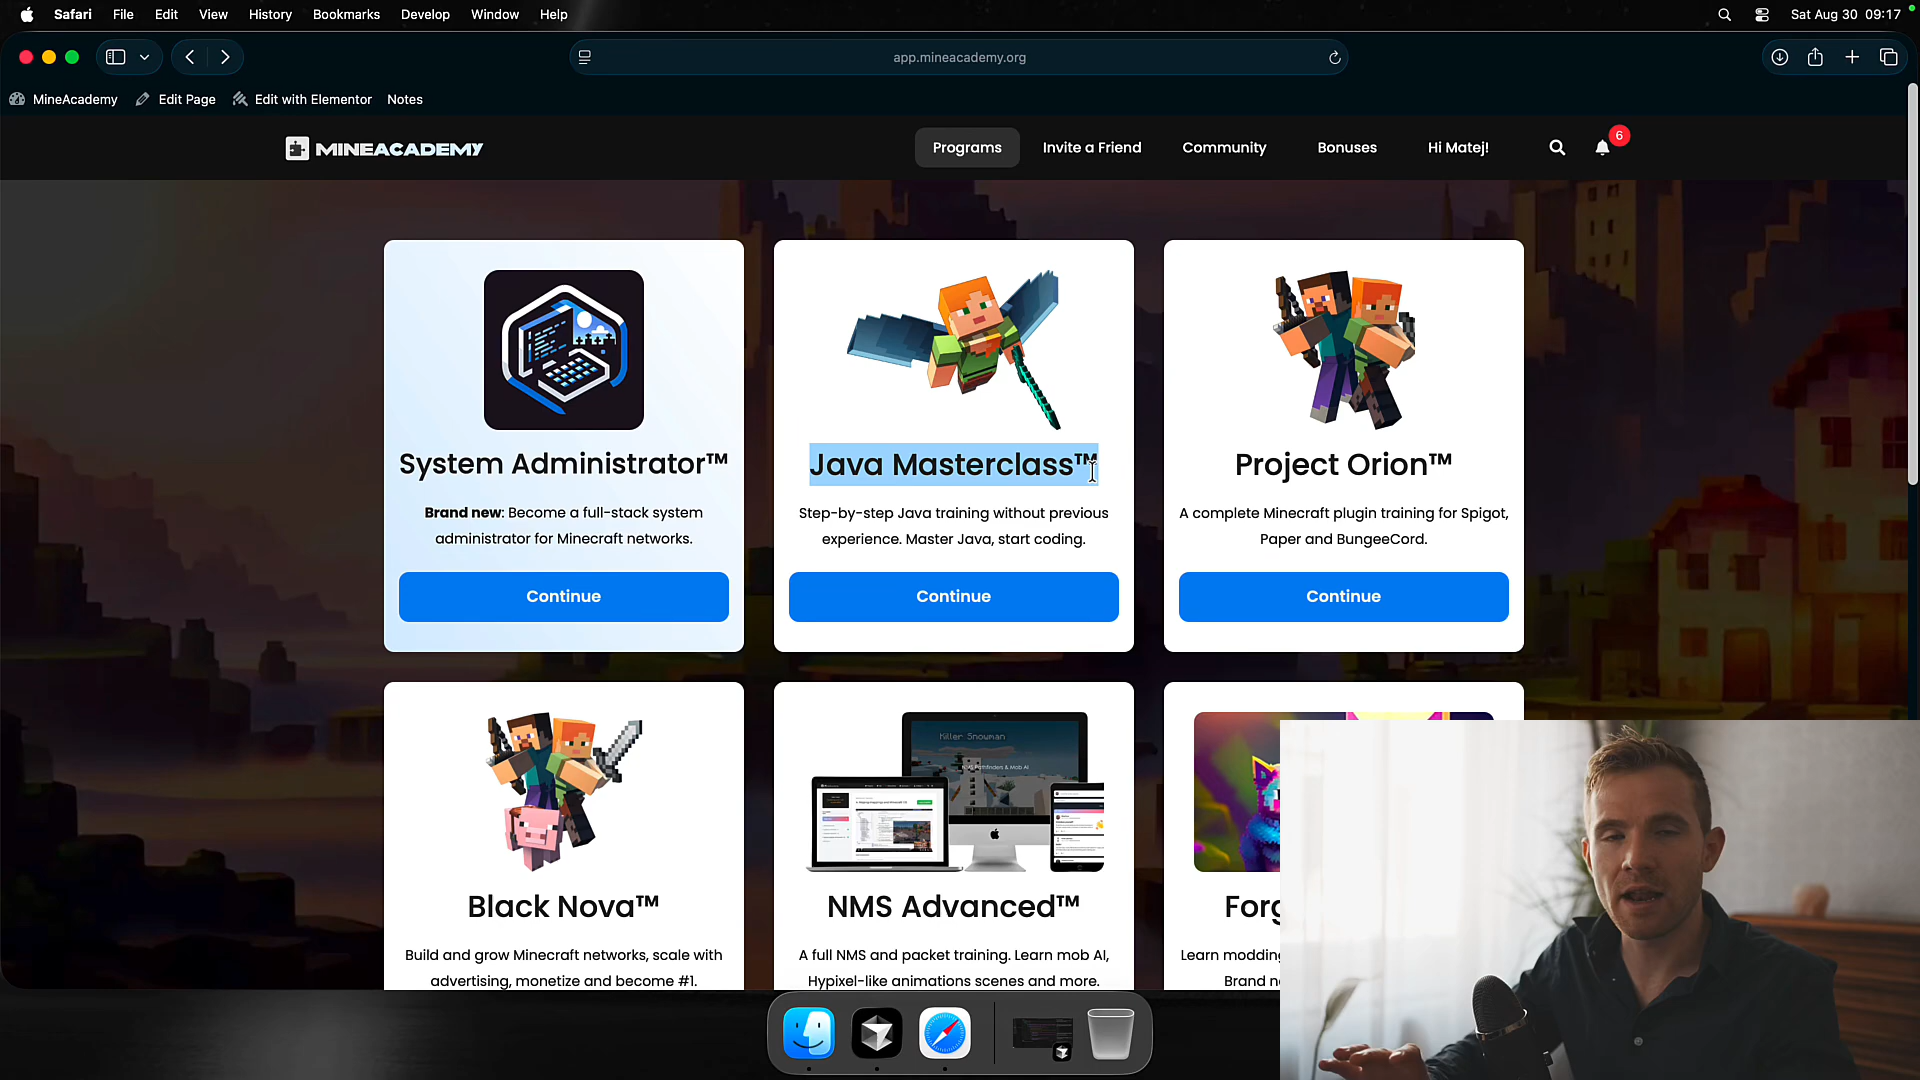 Safari File Edit View History Bookmarks Develop Window Help
Sat Aug 30 09:17
app.mineacademy.org
MineAcademy Edit Page Edit with Elementor Notes
MINEACADEMY
Programs Invite a Friend Community Bonuses Hi Matej!
6
System Administrator™
Brand new: Become a full-stack system
administrator for Minecraft networks.
Continue
Java Masterclass™
Step-by-step Java training without previous
experience. Master Java, start coding.
Continue
Project Orion™
A complete Minecraft plugin training for Spigot,
Paper and BungeeCord.
Continue
Black Nova™
Build and grow Minecraft networks, scale with
advertising, monetize and become #1.
Killer Snowman
NMS Pathfinders & Mob AI
NMS Advanced™
A full NMS and packet training. Learn mob AI,
Hypixel-like animations scenes and more.
Forg
Learn modding
Brand n